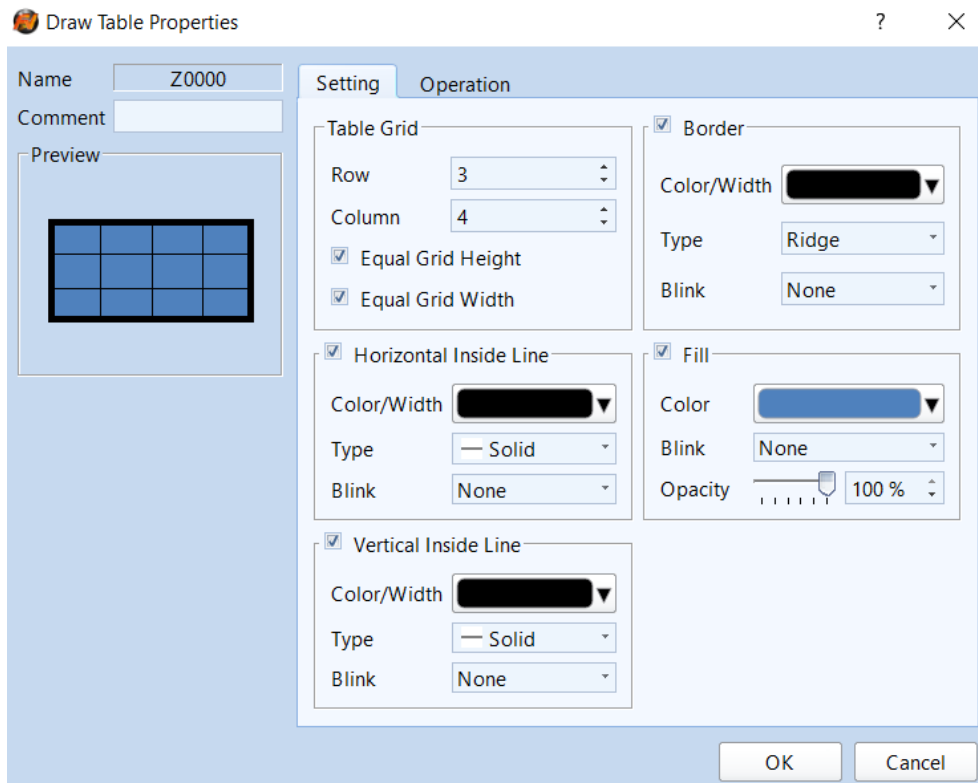 Draw Table Properties
?
Name Z0000
Comment
Preview
Setting
Operation
Table Grid
Row 3
Column 4
Equal Grid Height
Equal Grid Width
Border
Color/Width
Type Ridge
Blink None
Horizontal Inside Line
Color/Width
Type Solid
Blink None
Fill
Color
Blink None
Opacity 100 %
Vertical Inside Line
Color/Width
Type Solid
Blink None
OK
Cancel